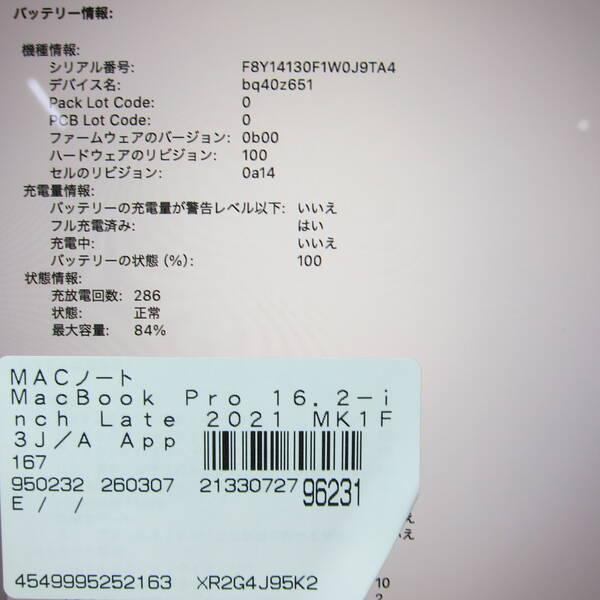 バッテリー情報:
機種情報:
シリアル番号: F8Y14130F1W0J9TA4
デバイス名: bq40z651
Pack Lot Code: 0
PCB Lot Code: 0
ファームウェアのバージョン: 0b00
ハードウェアのリビジョン: 100
セルのリビジョン: 0a14
充電量情報:
バッテリーの充電量が警告レベル以下: いいえ
フル充電済み: はい
充電中: いいえ
バッテリーの状態 (%): 100
状態情報:
充放電回数: 286
状態: 正常
最大容量: 84%
MACノート
MacBook Pro 16.2-i
nch Late 2021 MK1F
3J/A App
167
950232 260307 21330727 96231
E / /
4549995252163 XR2G4J95K2
10